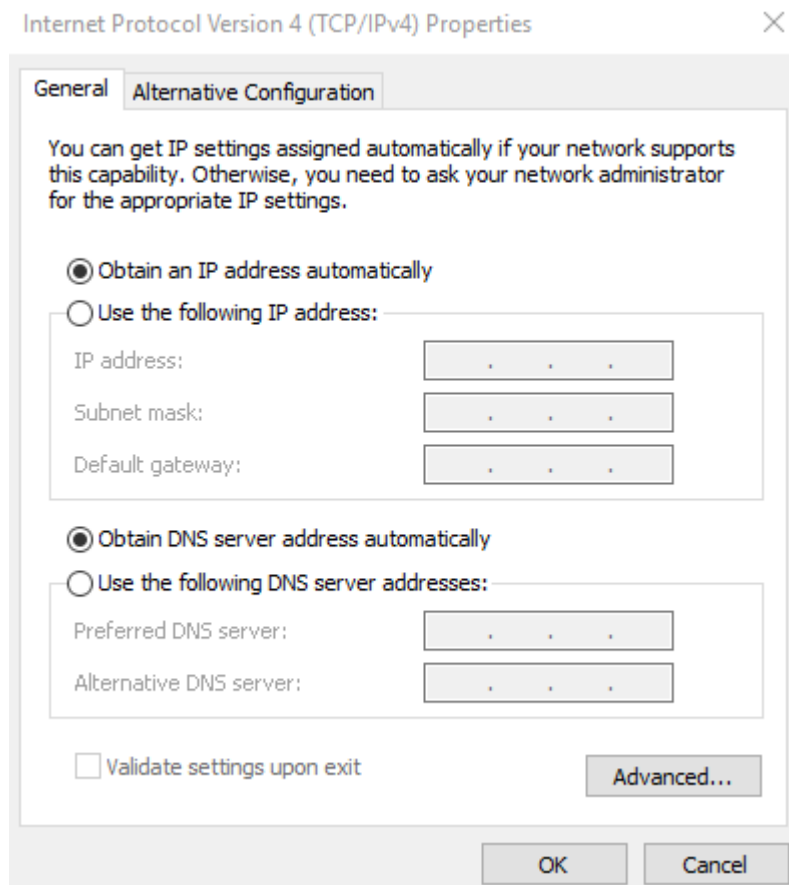 Internet Protocol Version 4 (TCP/IPv4) Properties
General
Alternative Configuration
You can get IP settings assigned automatically if your network supports
this capability. Otherwise, you need to ask your network administrator
for the appropriate IP settings.
Obtain an IP address automatically
Use the following IP address:
IP address:
Subnet mask:
Default gateway:
Obtain DNS server address automatically
Use the following DNS server addresses:
Preferred DNS server:
Alternative DNS server:
Validate settings upon exit
Advanced...
OK
Cancel